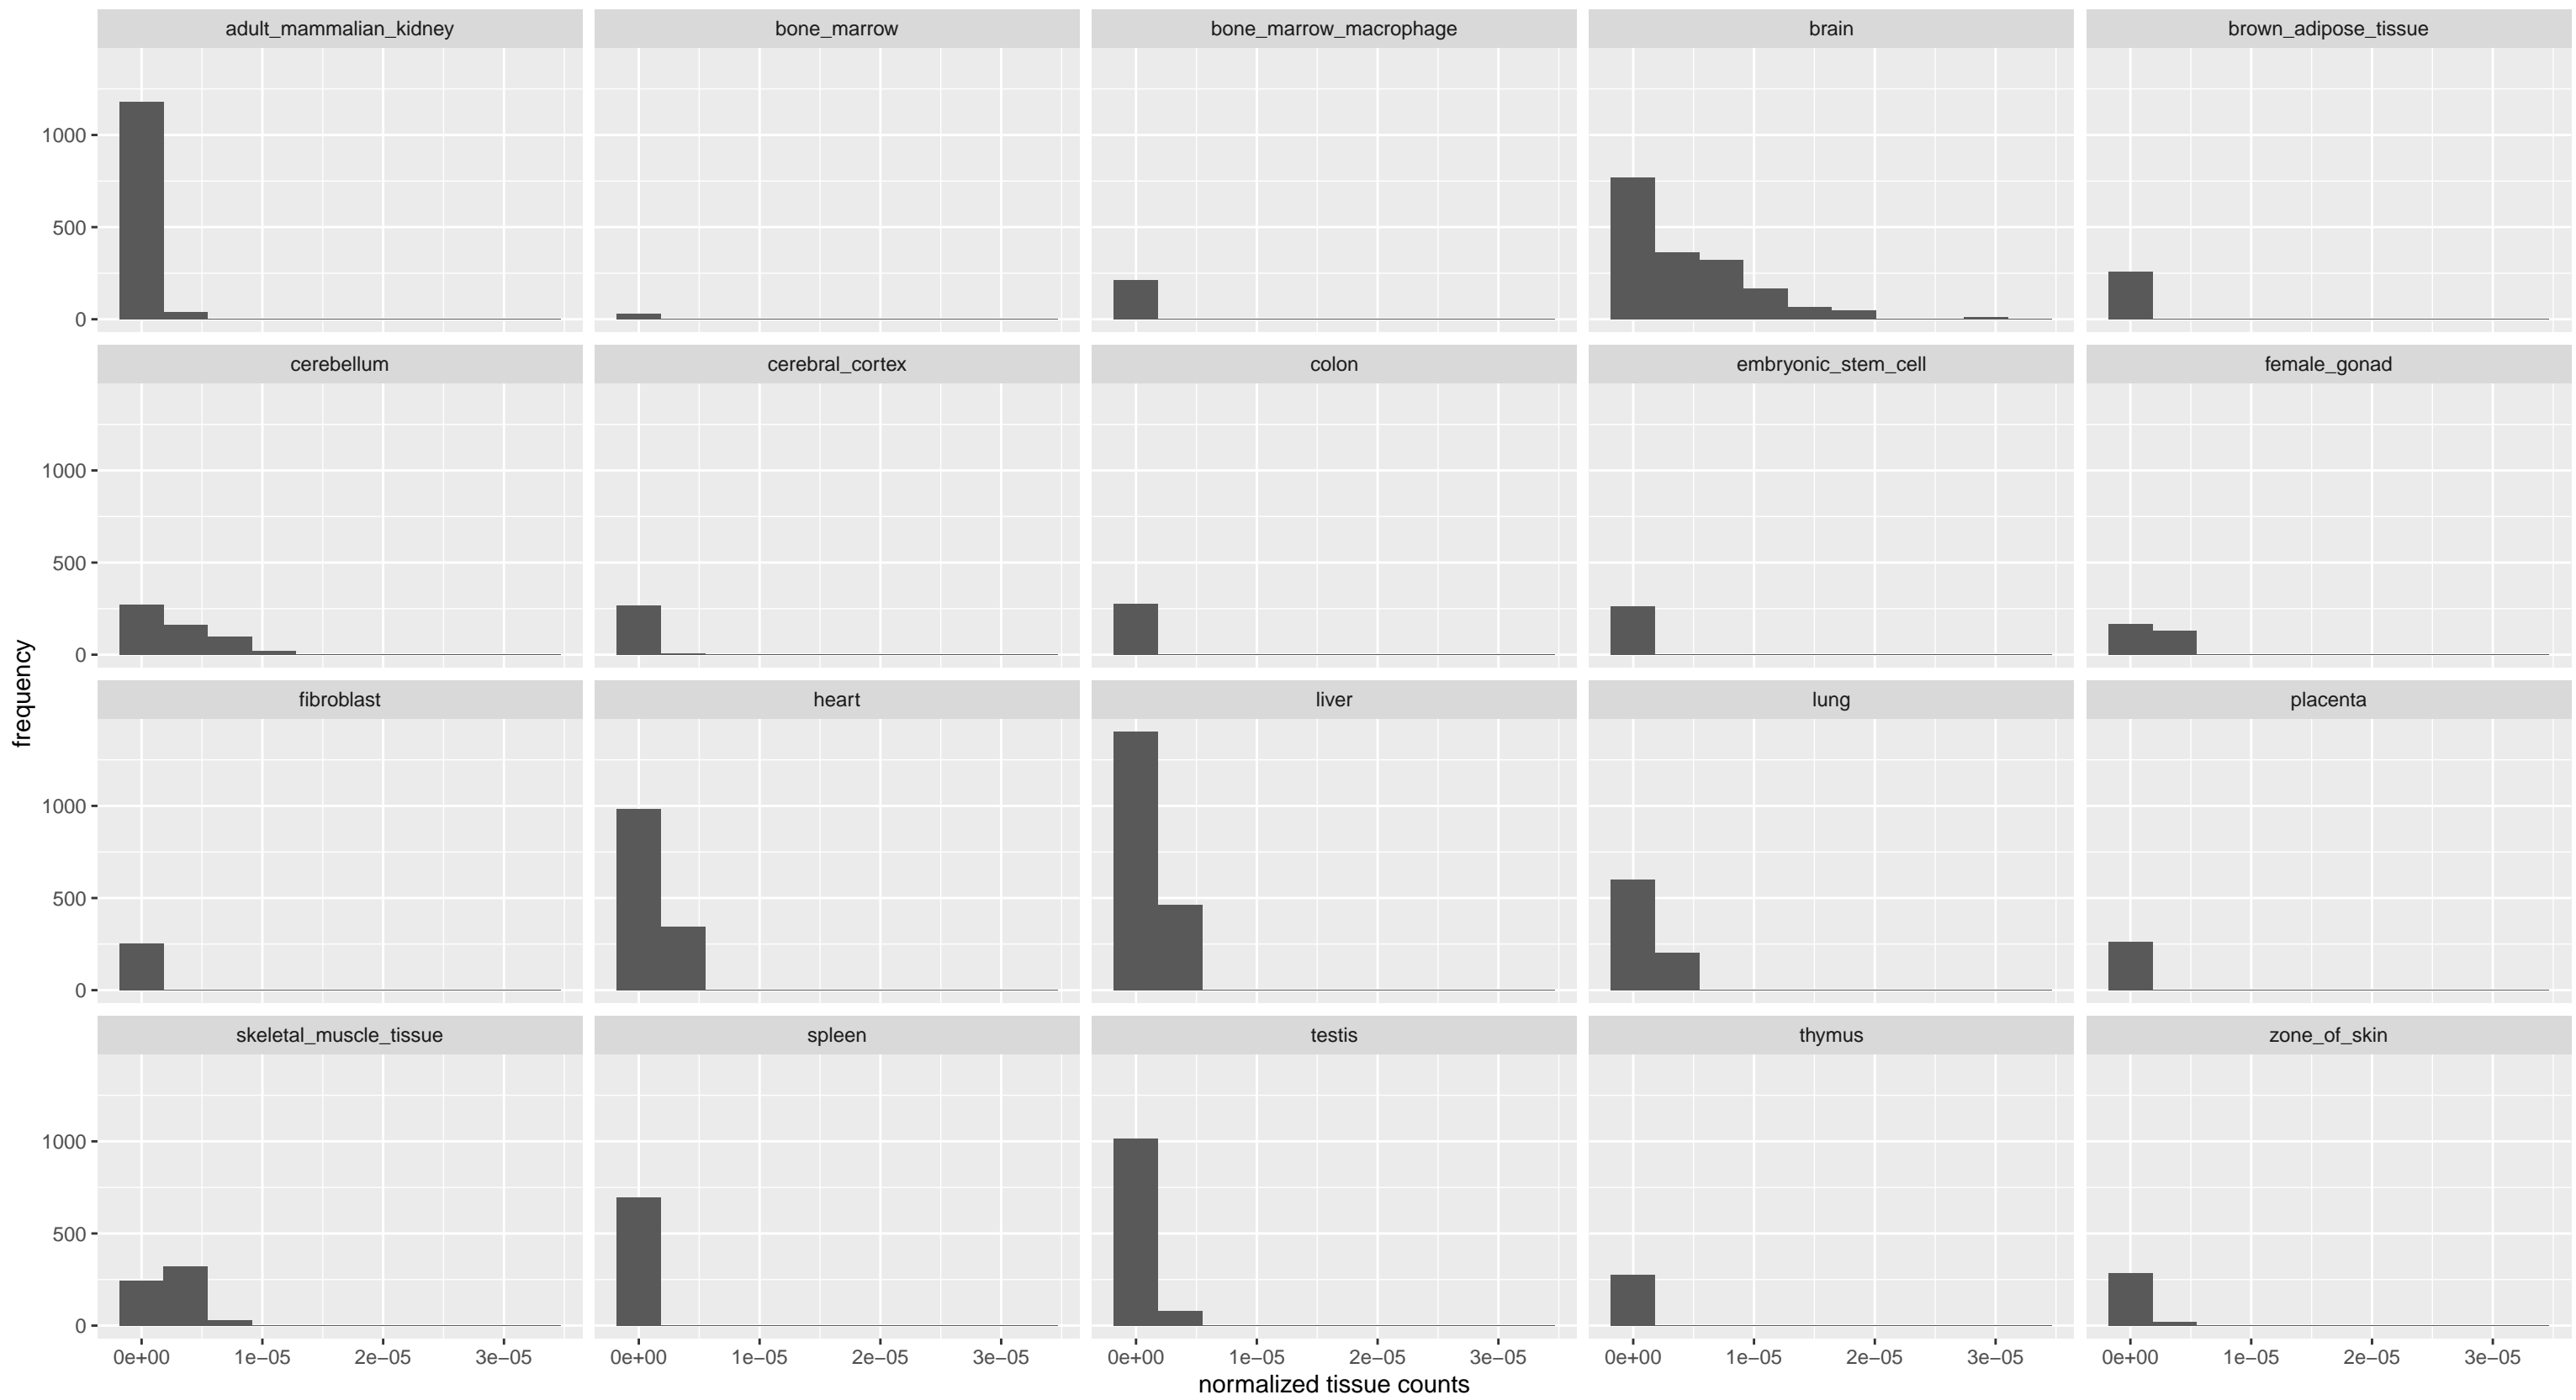 adult_mammalian_kidney bone_marrow bone_marrow_macrophage brain brown_adipose_tissue
1000
500
0
cerebellum cerebral_cortex colon embryonic_stem_cell female_gonad
1000
500
0
frequency
fibroblast heart liver lung placenta
1000
500
0
skeletal_muscle_tissue spleen testis thymus zone_of_skin
1000
500
0
0e+00 1e−05 2e−05 3e−05 0e+00 1e−05 2e−05 3e−05 0e+00 1e−05 2e−05 3e−05 0e+00 1e−05 2e−05 3e−05 0e+00 1e−05 2e−05 3e−05
normalized tissue counts